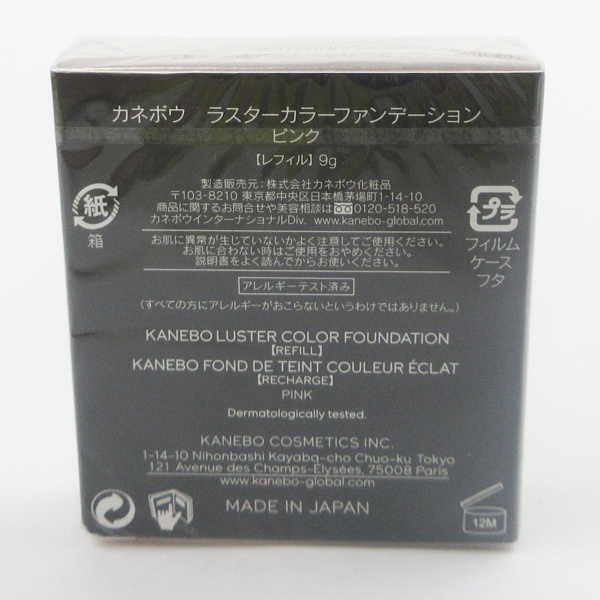 カネボウ ラスターカラーファンデーション
ピンク
【レフィル】9g
製造販売元:株式会社カネボウ化粧品
〒103-8210 東京都中央区日本橋茅場町1-14-10
商品に関するお問合せや美容相談は 0120-518-520
カネボウインターナショナルDiv. www.kanebo-global.com
紙
箱
プラ
フィルム
ケース
フタ
お肌に異常が生じていないかよく注意してご使用ください。
お肌に合わない時はご使用をおやめください。
説明書をよく読んでからお使いください。
アレルギーテスト済み
(すべての方にアレルギーがおこらないというわけではありません。)
KANEBO LUSTER COLOR FOUNDATION
【REFILL】
KANEBO FOND DE TEINT COULEUR ÉCLAT
【RECHARGE】
PINK
Dermatologically tested.
KANEBO COSMETICS INC.
1-14-10 Nihonbashi Kayaba-cho Chuo-ku Tokyo
121 Avenue des Champs-Elysées, 75008 Paris
www.kanebo-global.com
MADE IN JAPAN
12M